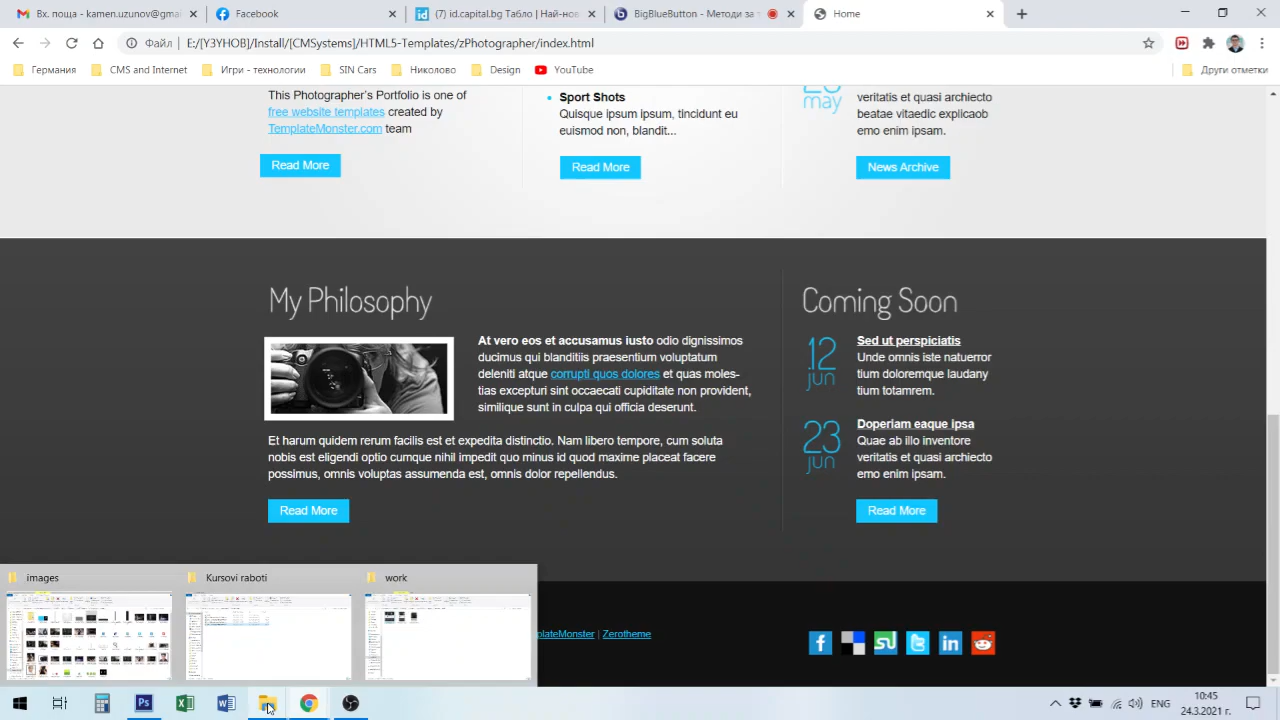 Вх. поща - kamen.uzunov@gmai
Facebook
(7) id.capital.bg Табло | Най-нов
BigBlueButton - Методи за
Home
Файл
E:/[Y3YHOB]/Install/[CMSystems]/HTML5-Templates/zPhotographer/index.html
Германия
CMS and Internet
Игри - технологии
SIN Cars
Николово
Design
YouTube
Други отметки
This Photographer's Portfolio is one of
free website templates created by
TemplateMonster.com team
Read More
Sport Shots
Quisque ipsum ipsum, tincidunt eu
euismod non, blandit...
Read More
may
veritatis et quasi archiecto
beatae vitaedic explicaob
emo enim ipsam.
News Archive
My Philosophy
At vero eos et accusamus iusto odio dignissimos
ducimus qui blanditiis praesentium voluptatum
deleniti atque corrupti quos dolores et quas moles-
tias excepturi sint occaecati cupiditate non provident,
similique sunt in culpa qui officia deserunt.
Et harum quidem rerum facilis est et expedita distinctio. Nam libero tempore, cum soluta
nobis est eligendi optio cumque nihil impedit quo minus id quod maxime placeat facere
possimus, omnis voluptas assumenda est, omnis dolor repellendus.
Read More
Coming Soon
12
jun
Sed ut perspiciatis
Unde omnis iste natuerror
tium doloremque laudany
tium totamrem.
23
jun
Doperiam eaque ipsa
Quae ab illo inventore
veritatis et quasi archiecto
emo enim ipsam.
Read More
images
Kursovi raboti
work
plateMonster | Zerotheme
ENG
10:45
24.3.2021 г.